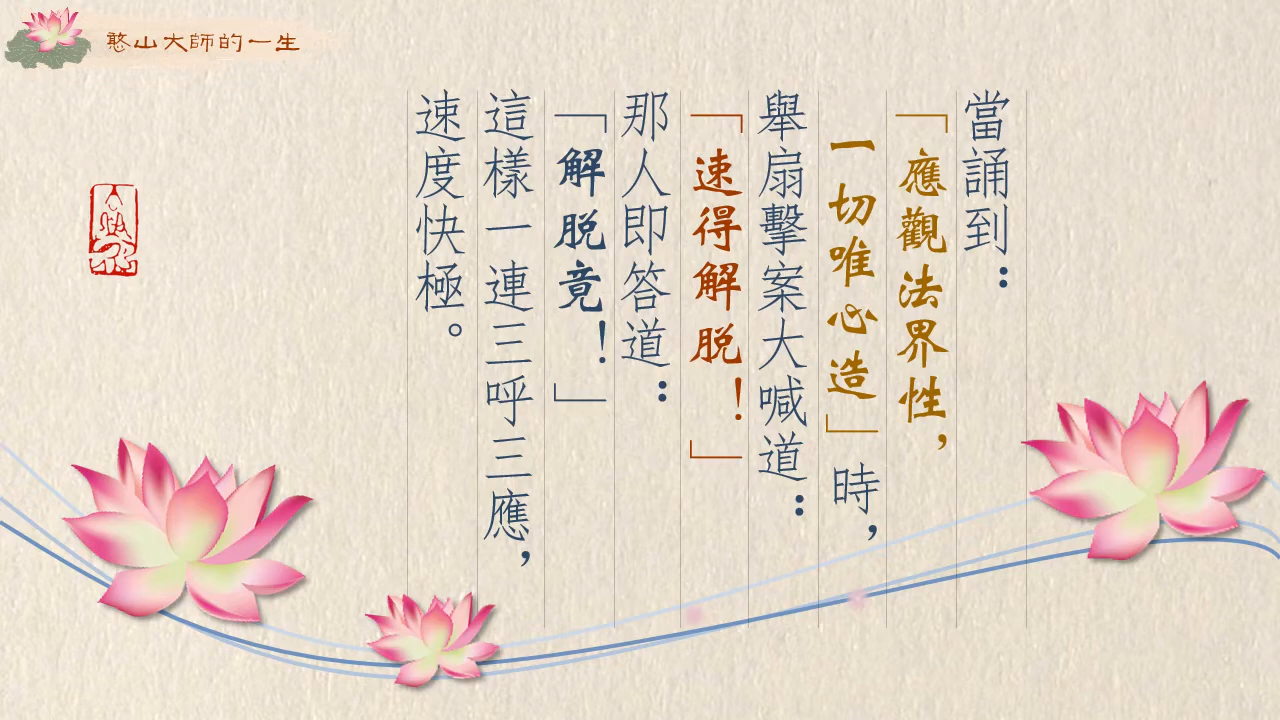 憨山大師的一生
當誦到：
「應觀法界性，
一切唯心造」時，
舉扇擊案大喊道：
「速得解脱！」
那人即答道：
「解脱竟！」
這樣一連三呼三應，
速度快極。